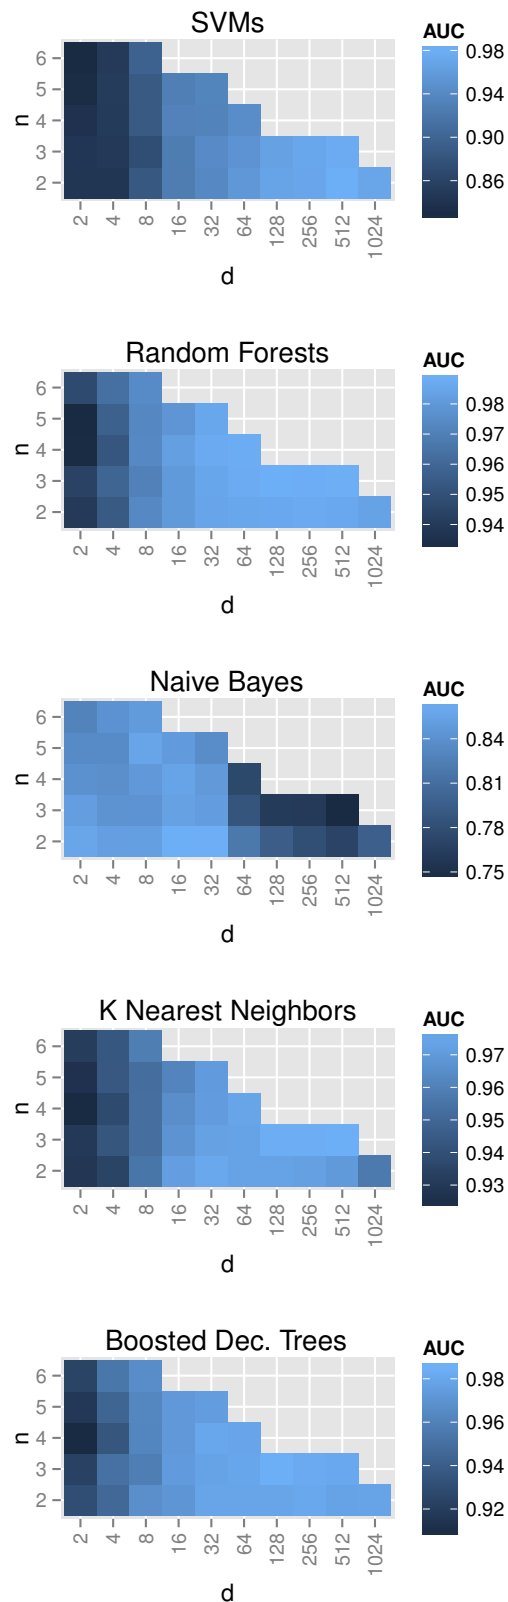 SVMs
AUC
0.98
0.94
0.90
0.86
6
5
4
3
2
n
2 4 8 16 32 64 128 256 512 1024
d
Random Forests
AUC
0.98
0.97
0.96
0.95
0.94
6
5
4
3
2
n
2 4 8 16 32 64 128 256 512 1024
d
Naive Bayes
AUC
0.84
0.81
0.78
0.75
6
5
4
3
2
n
2 4 8 16 32 64 128 256 512 1024
d
K Nearest Neighbors
AUC
0.97
0.96
0.95
0.94
0.93
6
5
4
3
2
n
2 4 8 16 32 64 128 256 512 1024
d
Boosted Dec. Trees
AUC
0.98
0.96
0.94
0.92
6
5
4
3
2
n
2 4 8 16 32 64 128 256 512 1024
d